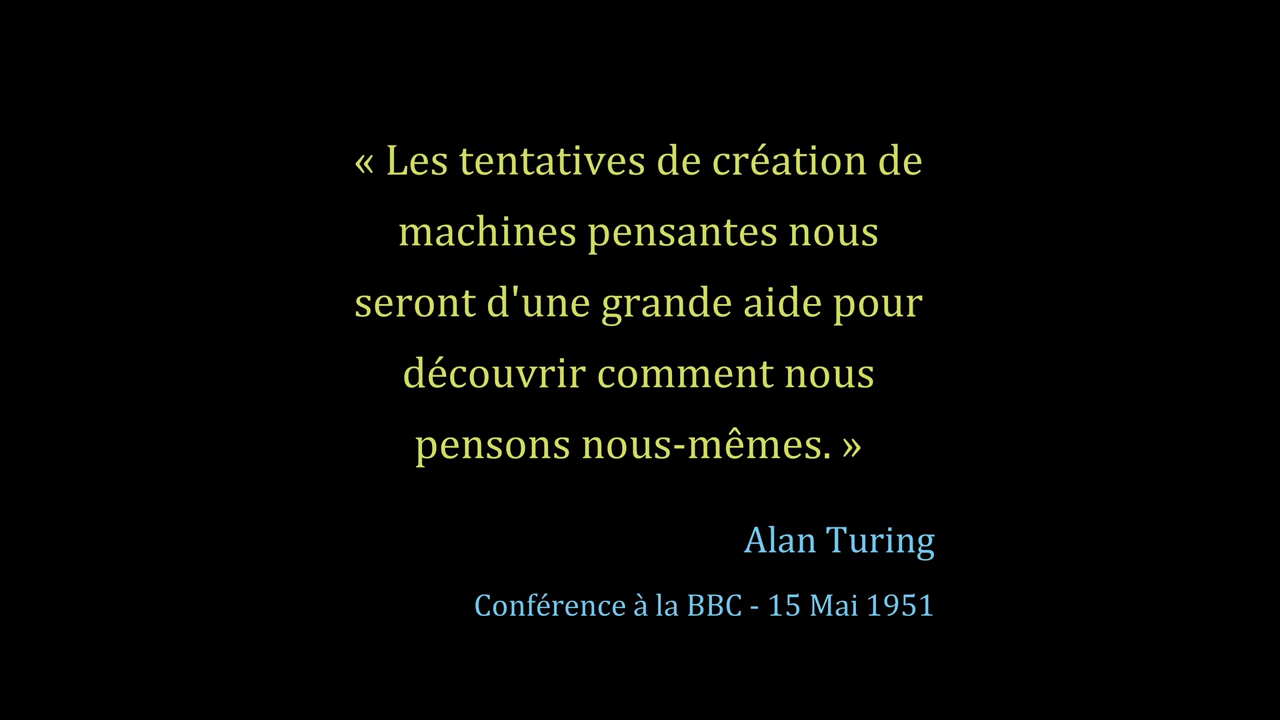 « Les tentatives de création de
machines pensantes nous
seront d'une grande aide pour
découvrir comment nous
pensons nous-mêmes. »
Alan Turing
Conférence à la BBC - 15 Mai 1951